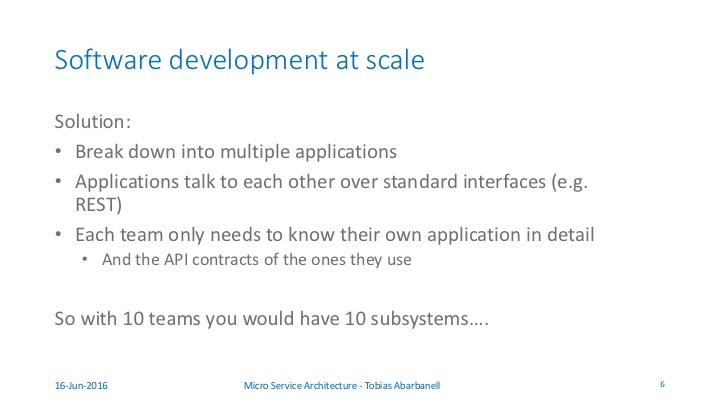 Software development at scale
Solution:
• Break down into multiple applications
• Applications talk to each other over standard interfaces (e.g.
REST)
• Each team only needs to know their own application in detail
• And the API contracts of the ones they use
So with 10 teams you would have 10 subsystems....
16-Jun-2016 Micro Service Architecture - Tobias Abarbanell 6